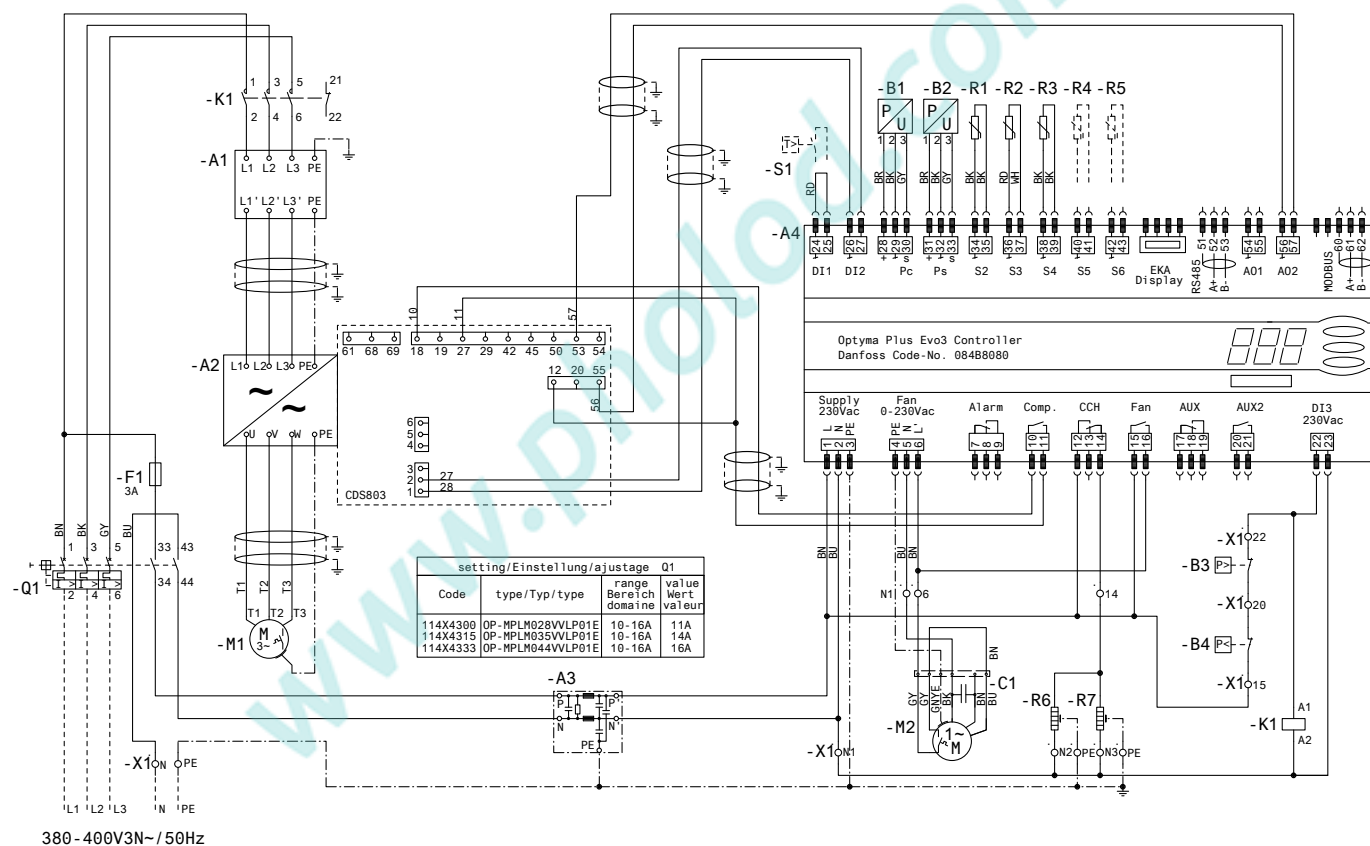 -K1
1 3 5 21
2 4 6 22
-A1
L1 L2 L3 PE
L1' L2' L3' PE
-A2
L1 L2 L3 PE
~
~
U V W PE
T1 T2 T3
T1 T2 T3
M
3~
-M1
-F1
3A
BN BK GY BU
1 3 5 33 43
-Q1
I> I> I>
2 4 6 34 44
-X1 N PE
L1 L2 L3 N PE
380-400V3N~/50Hz
10 11 57
61 68 69 18 19 27 29 42 45 50 53 54
12 20 55
56
6
5
4
3
2 27
1 28
CDS803
setting/Einstellung/ajustage Q1
Code type/Typ/type range Bereich domaine value Wert valeur
114X4300 OP-MPLM028VVLP01E 10-16A 11A
114X4315 OP-MPLM035VVLP01E 10-16A 14A
114X4333 OP-MPLM044VVLP01E 10-16A 16A
-A3
P P'
N N'
PE
-S1
T>
RD
-B1 -B2 -R1 -R2 -R3 -R4 -R5
P U P U
1 2 3 1 2 3
BR BK GY BR BK GY BK BK RD WH BK BK
-A4
24 25 26 27 28 29 30 31 32 33 34 35 36 37 38 39 40 41 42 43 51 52 53 54 55 56 57 60 61 62
+ - s + - s
DI1 DI2 Pc Ps S2 S3 S4 S5 S6 EKA Display RS485 A+ B- AO1 AO2 MODBUS A+ B-
Optyma Plus Evo3 Controller
Danfoss Code-No. 084B8080
Supply 230Vac Fan 0-230Vac Alarm Comp. CCH Fan AUX AUX2 DI3 230Vac
L N PE PE N L'
1 2 3 4 5 6 7 8 9 10 11 12 13 14 15 16 17 18 19 20 21 22 23
BN BU BU BN
N1 6 14
BN
-C1
GY GY GNYE BK BN BU
-M2
1~
M
-X1 N1
-R6 -R7
N2 PE N3 PE
-X1 22
-B3 P>
-X1 20
-B4 P<
-X1 15
-K1 A1
A2
www.pholod.com